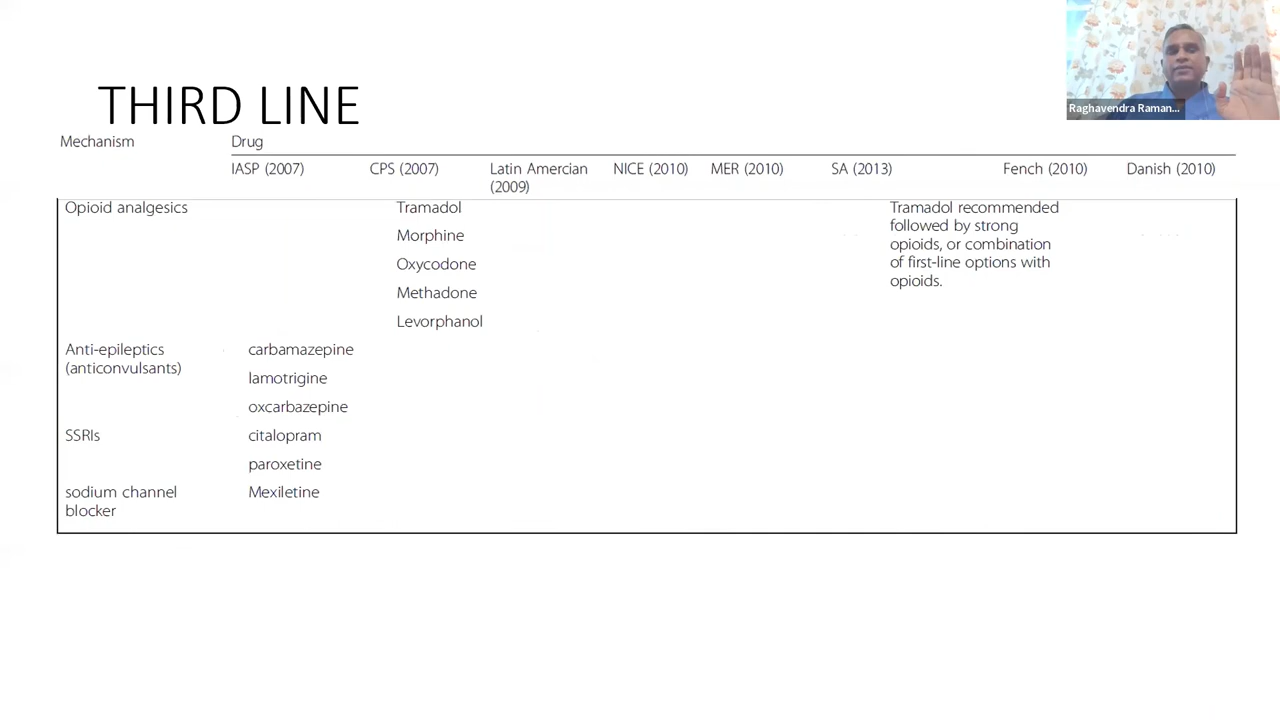 Raghavendra Raman...
THIRD LINE
Mechanism Drug
IASP (2007) CPS (2007) Latin Amercian (2009) NICE (2010) MER (2010) SA (2013) Fench (2010) Danish (2010)
Opioid analgesics Tramadol Tramadol recommended
followed by strong
Morphine
opioids, or combination
Oxycodone
of first-line options with
opioids.
Methadone
Levorphanol
Anti-epileptics carbamazepine
(anticonvulsants)
lamotrigine
oxcarbazepine
SSRIs citalopram
paroxetine
sodium channel Mexiletine
blocker